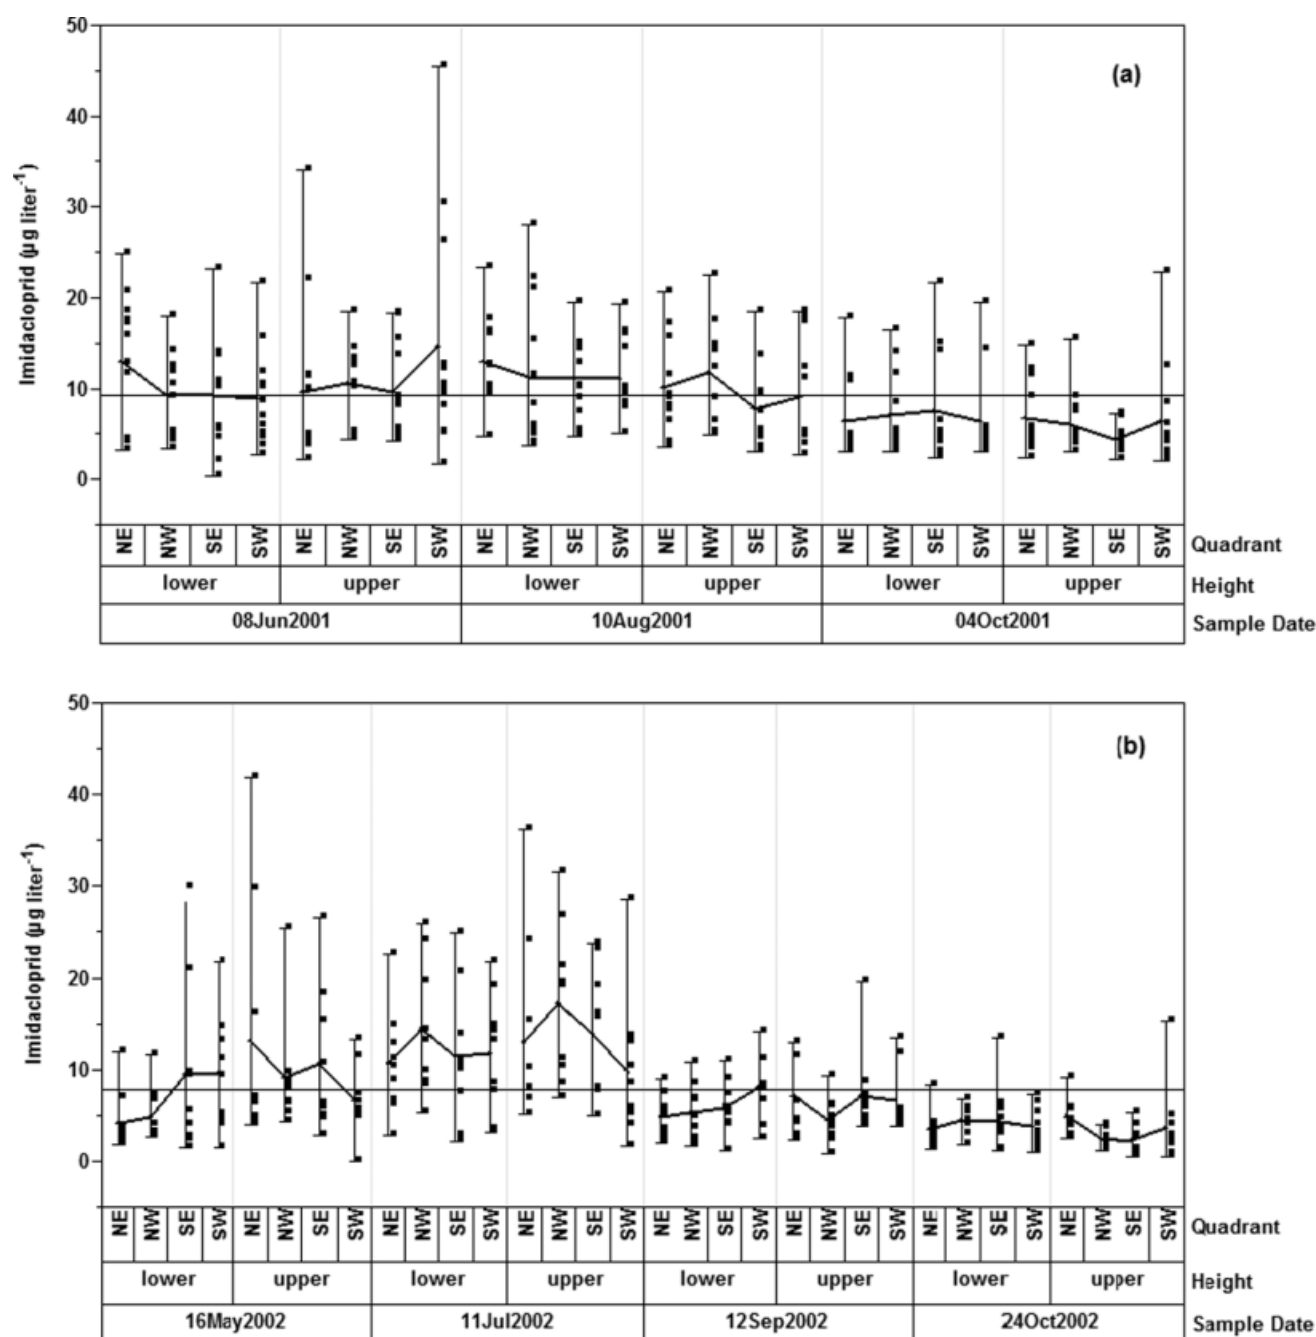 50
(a)
40
30
20
10
0
Imidacloprid (µg liter⁻¹)
NE NW SE SW NE NW SE SW NE NW SE SW NE NW SE SW NE NW SE SW NE NW SE SW Quadrant
lower upper lower upper lower upper Height
08Jun2001 10Aug2001 04Oct2001 Sample Date
50
(b)
40
30
20
10
0
Imidacloprid (µg liter⁻¹)
NE NW SE SW NE NW SE SW NE NW SE SW NE NW SE SW NE NW SE SW NE NW SE SW NE NW SE SW NE NW SE SW Quadrant
lower upper lower upper lower upper lower upper Height
16May2002 11Jul2002 12Sep2002 24Oct2002 Sample Date